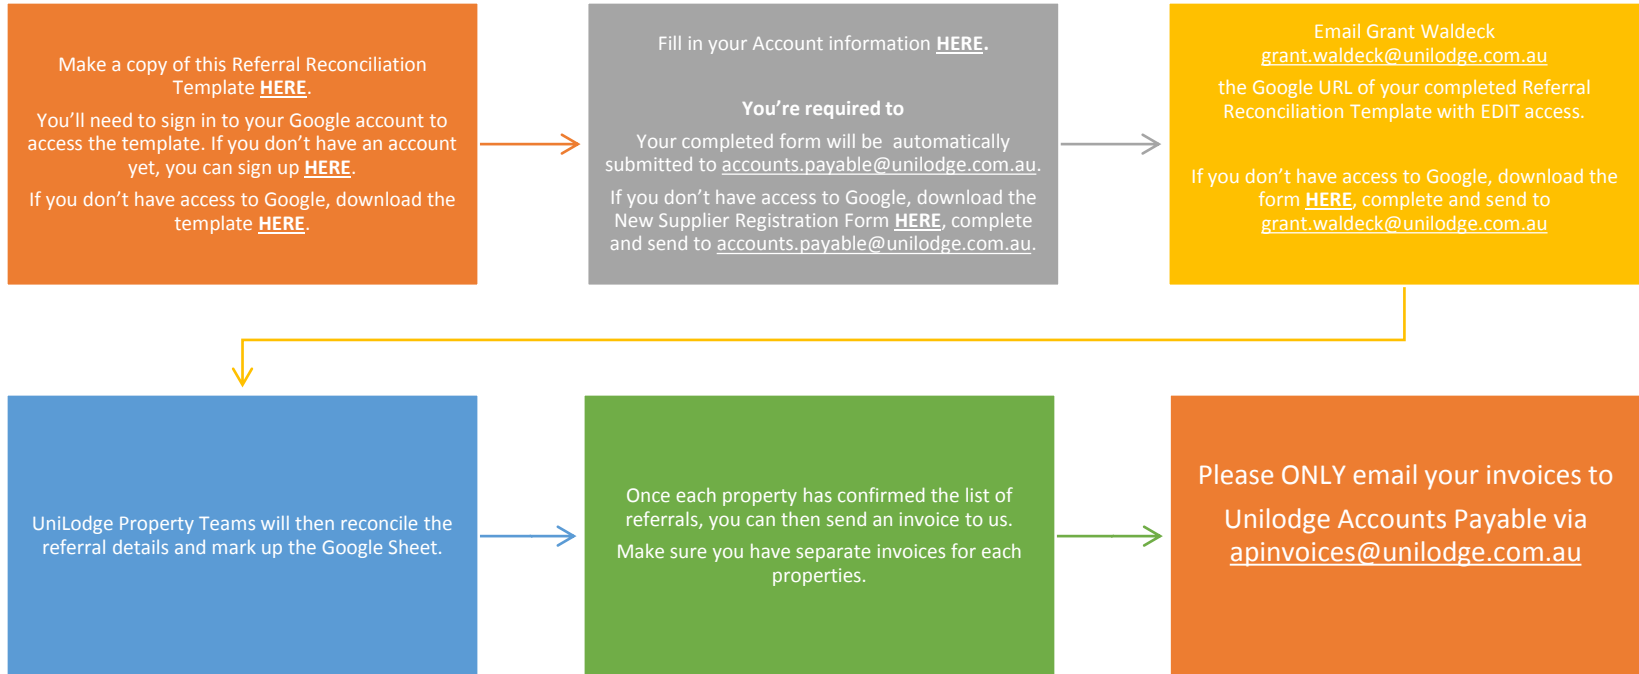 Make a copy of this Referral Reconciliation
Template HERE.
You’ll need to sign in to your Google account to
access the template. If you don’t have an account
yet, you can sign up HERE.
If you don’t have access to Google, download the
template HERE.
Fill in your Account information HERE.
You’re required to
Your completed form will be  automatically
submitted to accounts.payable@unilodge.com.au.
If you don’t have access to Google, download the
New Supplier Registration Form HERE, complete
and send to accounts.payable@unilodge.com.au.
Email Grant Waldeck
grant.waldeck@unilodge.com.au
the Google URL of your completed Referral
Reconciliation Template with EDIT access.
If you don’t have access to Google, download the
form HERE, complete and send to
grant.waldeck@unilodge.com.au
UniLodge Property Teams will then reconcile the
referral details and mark up the Google Sheet.
Once each property has confirmed the list of
referrals, you can then send an invoice to us.
Make sure you have separate invoices for each
properties.
Please ONLY email your invoices to
Unilodge Accounts Payable via
apinvoices@unilodge.com.au